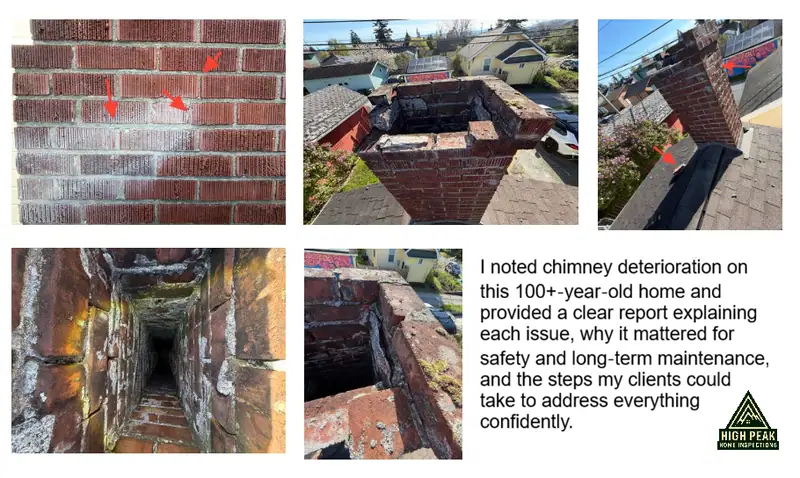 I noted chimney deterioration on
this 100+-year-old home and
provided a clear report explaining
each issue, why it mattered for
safety and long-term maintenance,
and the steps my clients could
take to address everything
confidently.
HIGH PEAK
HOME INSPECTIONS